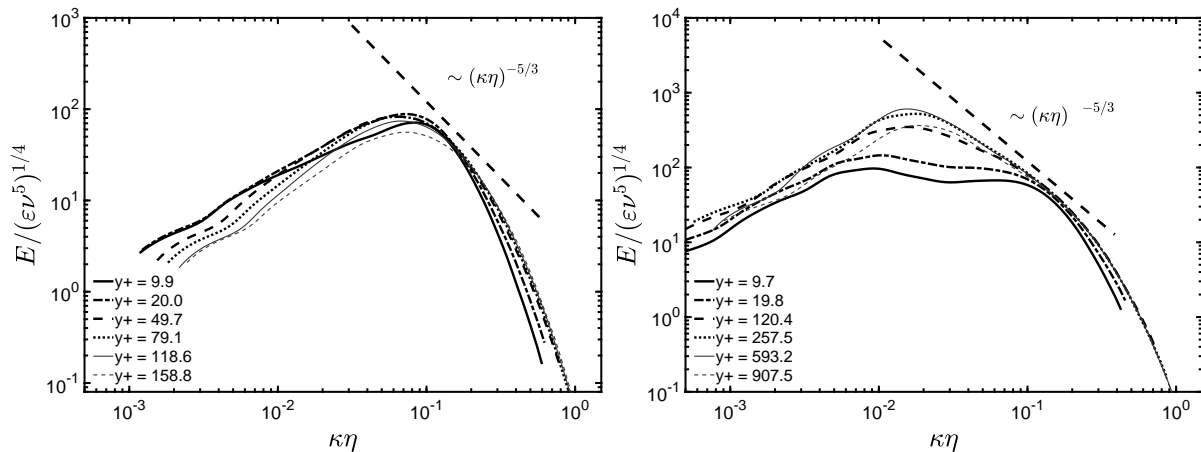 10^3
10^2
10^1
10^0
10^-1
E/(εν^5)^1/4
∼ (κη)^-5/3
y+ = 9.9
y+ = 20.0
y+ = 49.7
y+ = 79.1
y+ = 118.6
y+ = 158.8
10^-3 10^-2 10^-1 10^0
κη
10^4
10^3
10^2
10^1
10^0
10^-1
E/(εν^5)^1/4
∼ (κη) ^-5/3
y+ = 9.7
y+ = 19.8
y+ = 120.4
y+ = 257.5
y+ = 593.2
y+ = 907.5
10^-3 10^-2 10^-1 10^0
κη